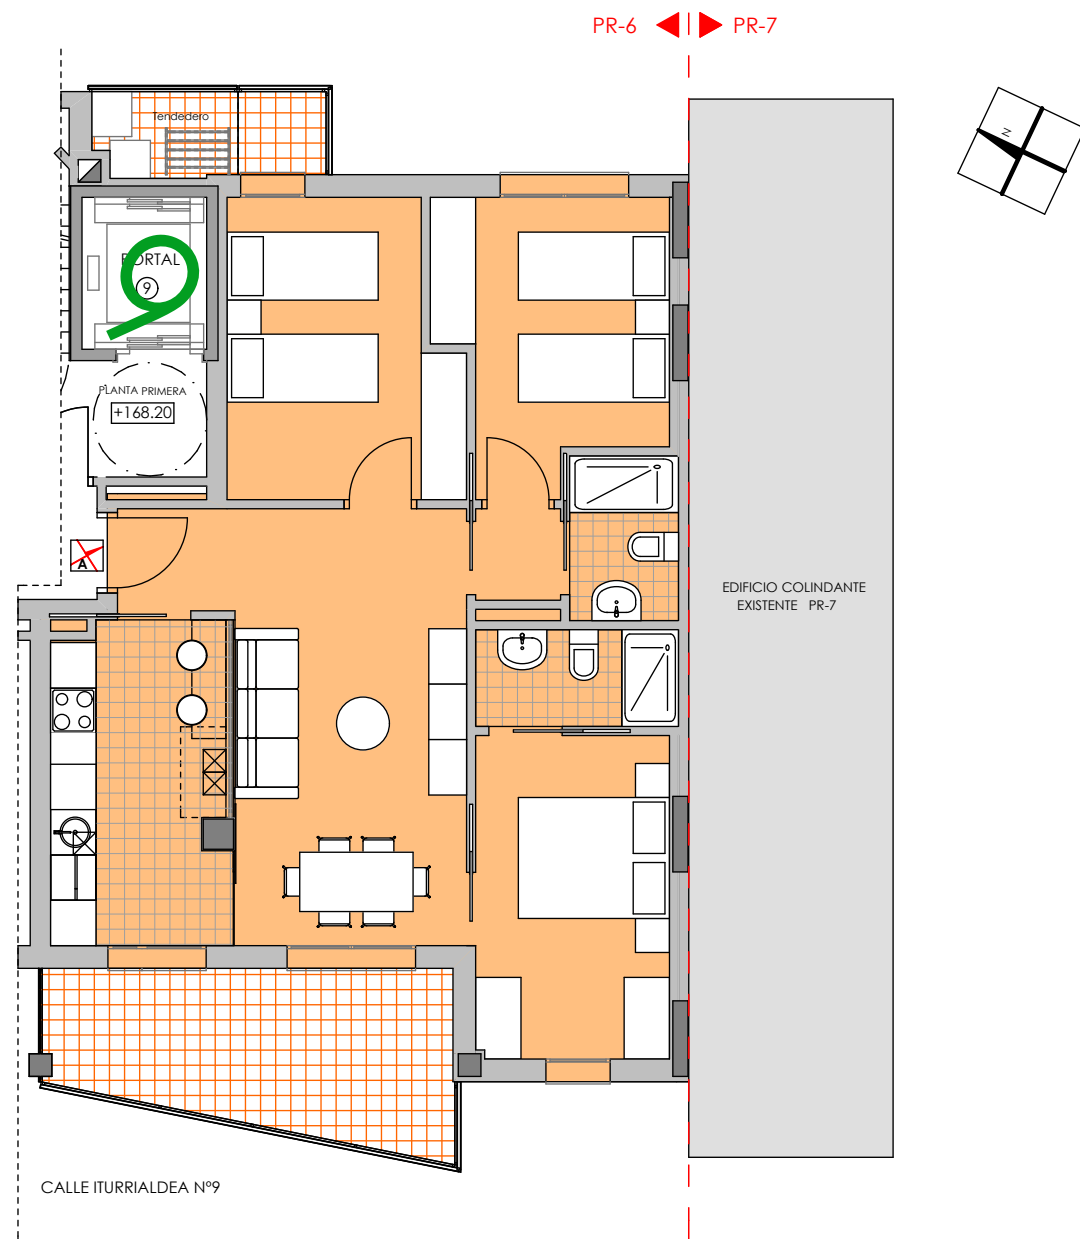 PR-6
PR-7
Tendedero
N
PORTAL
9
9
PLANTA PRIMERA
+168.20
A
EDIFICIO COLINDANTE
EXISTENTE PR-7
CALLE ITURRIALDEA Nº9